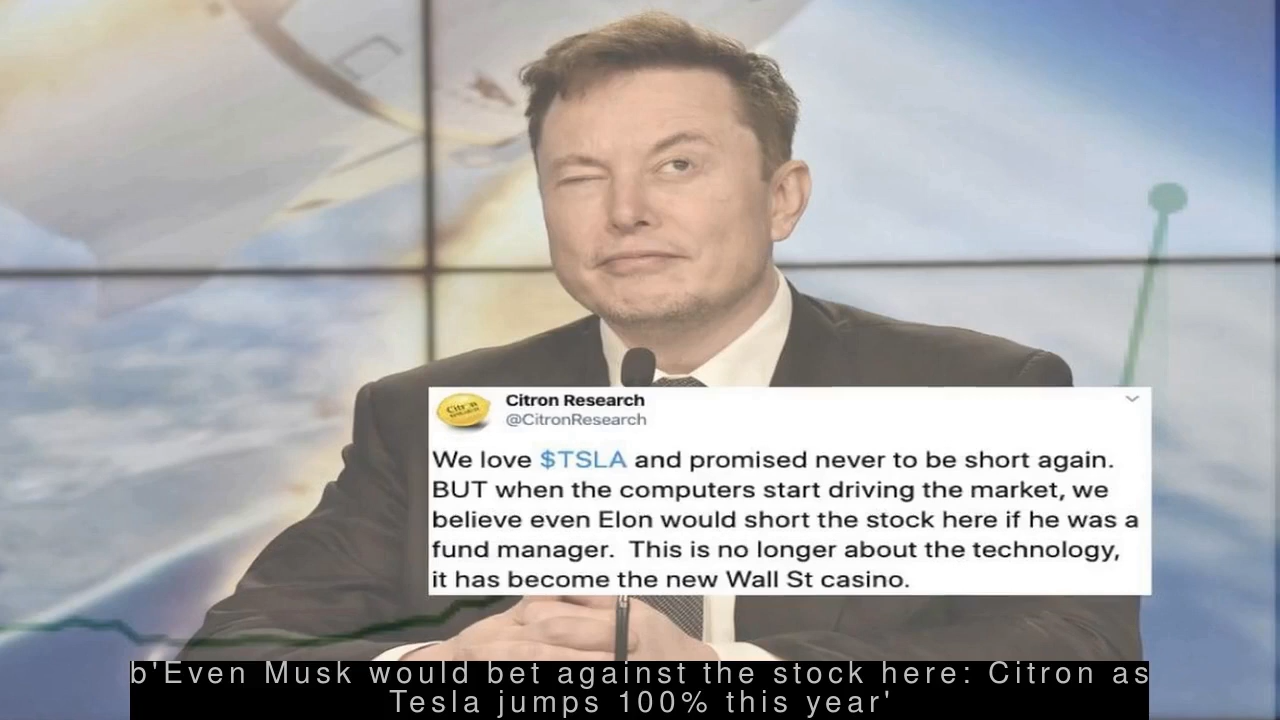 Citron Research
@CitronResearch
We love $TSLA and promised never to be short again.
BUT when the computers start driving the market, we
believe even Elon would short the stock here if he was a
fund manager.  This is no longer about the technology,
it has become the new Wall St casino.
b'Even Musk would bet against the stock here: Citron as
Tesla jumps 100% this year'